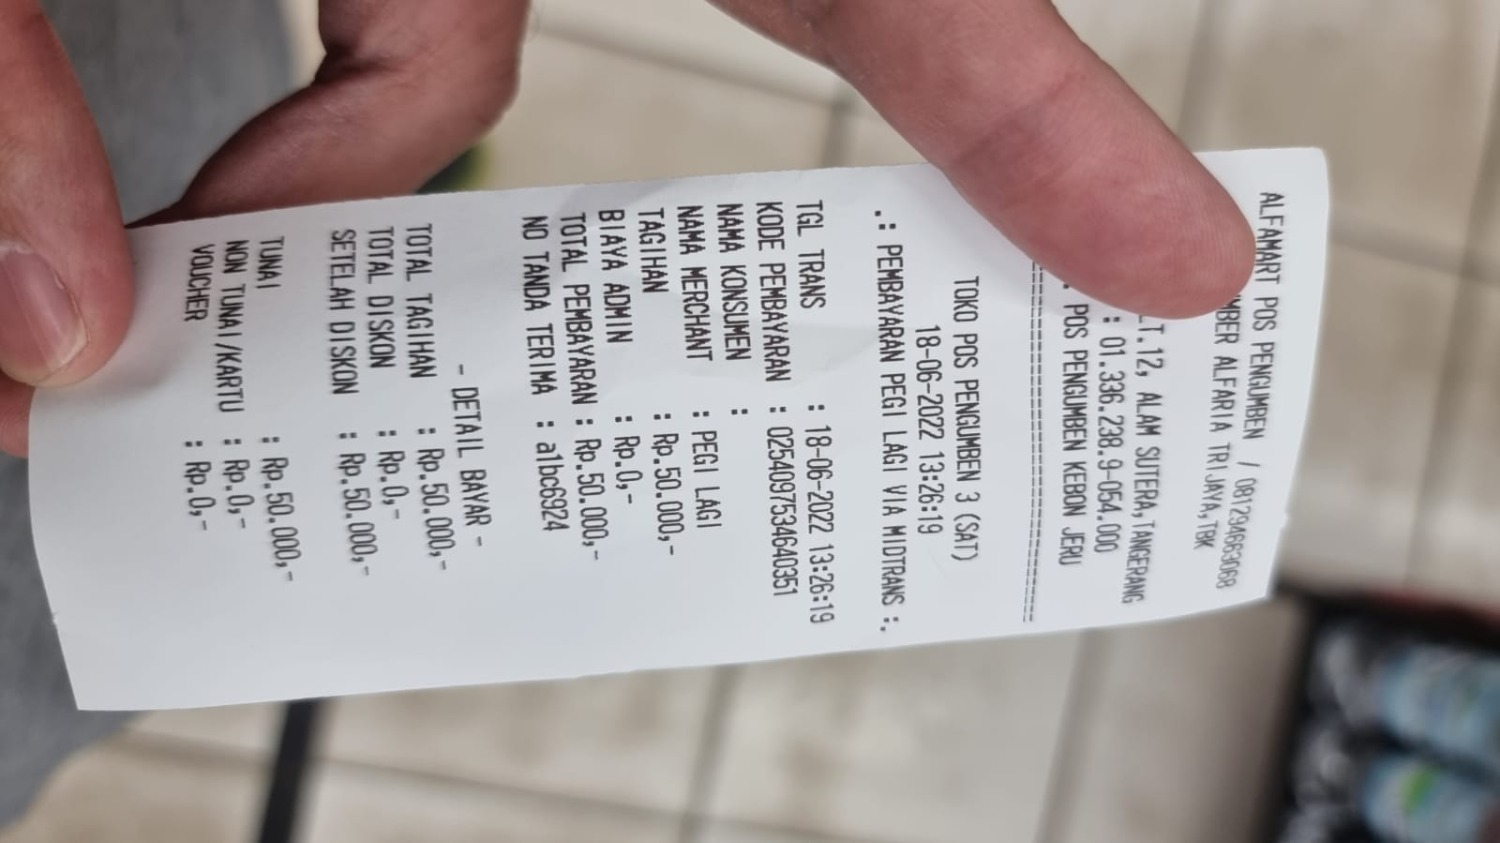 ALFAMART POS PENGUMBEN / 081294663068
ALFARIA TRIJAYA,TBK
LT.12, ALAM SUTERA,TANGERANG
: 01.336.238.9-054.000
POS PENGUMBEN KEBON JERU
------------------------------
TOKO POS PENGUMBEN 3 (SAT)
18-06-2022 13:26:19
.: PEMBAYARAN PEGI LAGI VIA MIDTRANS :.
TGL TRANS : 18-06-2022 13:26:19
KODE PEMBAYARAN : 0254097534640351
NAMA KONSUMEN :
NAMA MERCHANT : PEGI LAGI
TAGIHAN : Rp.50.000,-
BIAYA ADMIN : Rp.0,-
TOTAL PEMBAYARAN : Rp.50.000,-
NO TANDA TERIMA : a1bc6924
- DETAIL BAYAR -
TOTAL TAGIHAN : Rp.50.000,-
TOTAL DISKON : Rp.0,-
SETELAH DISKON : Rp.50.000,-
TUNAI : Rp.50.000,-
NON TUNAI/KARTU : Rp.0,-
VOUCHER : Rp.0,-